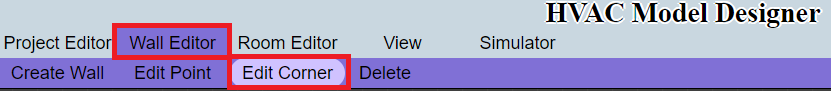 HVAC Model Designer
Project Editor Wall Editor Room Editor View Simulator
Create Wall Edit Point Edit Corner Delete